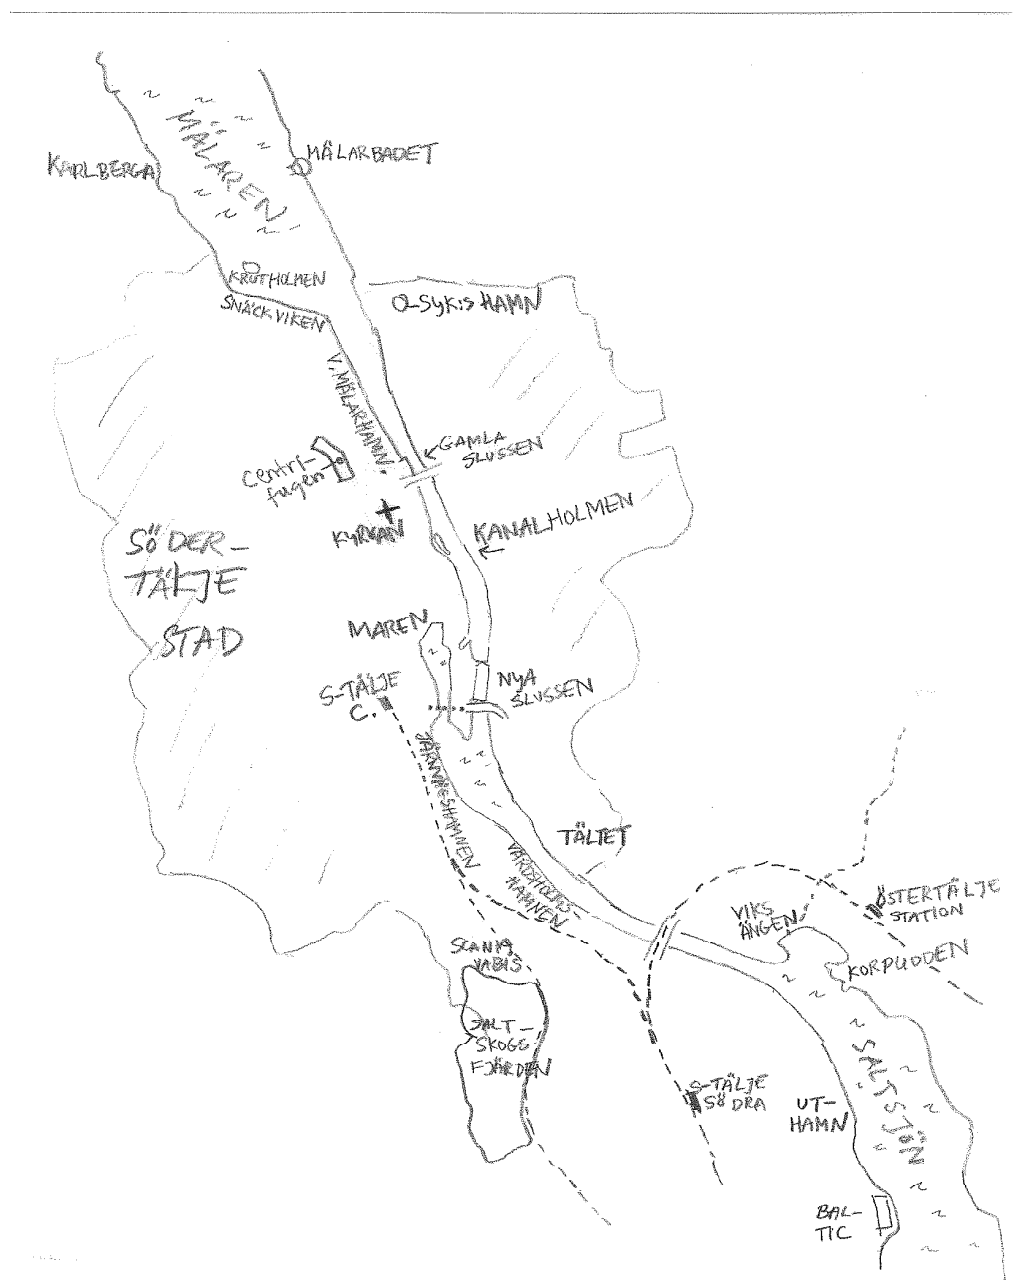 MÄLAREN
KARLBERGA
MÄLARBADET
KRUTHOLMEN
SNÄCKVIKEN
O-SYKIS HAMN
V. MÄLARHAMN.
GAMLA
SLUSSEN
Centri-
fugen
KYRKAN
KANALHOLMEN
SÖDER-
TÄLJE
STAD
MAREN
S-TÄLJE
C.
NYA
SLUSSEN
JÄRNVÄGSHAMNEN
TÄLTET
VÄRDSHOLMS
HAMNEN
VIKS
ÄNGEN
ÖSTERTÄLJE
STATION
KORPUDDEN
SCANIA
VABIS
SALT-
SKOGS
FJÄRDEN
SALTSJÖN
S-TÄLJE
SÖDRA
UT-
HAMN
BAL-
TIC